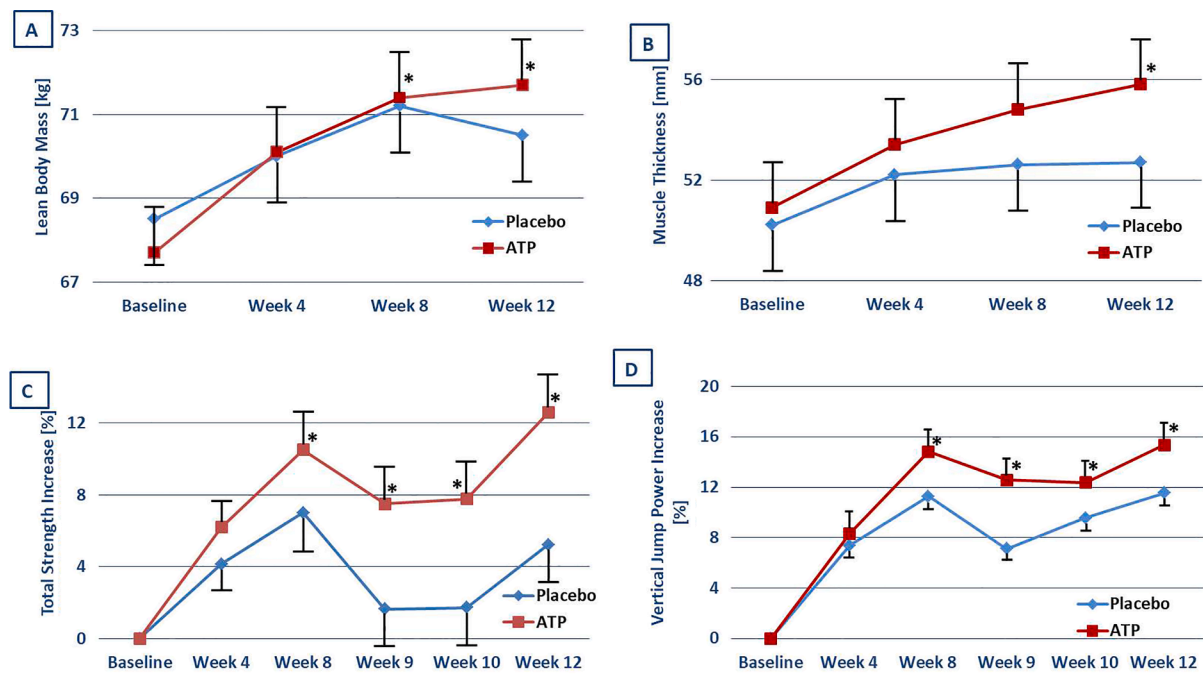 A
Lean Body Mass [kg]
73
71
69
67
*
*
Placebo
ATP
Baseline
Week 4
Week 8
Week 12
B
Muscle Thickness [mm]
56
52
48
*
Placebo
ATP
Baseline
Week 4
Week 8
Week 12
C
Total Strength Increase [%]
12
8
4
0
*
*
*
*
Placebo
ATP
Baseline
Week 4
Week 8
Week 9
Week 10
Week 12
D
Vertical Jump Power Increase
[%]
20
16
12
8
4
0
*
*
*
*
Placebo
ATP
Baseline
Week 4
Week 8
Week 9
Week 10
Week 12